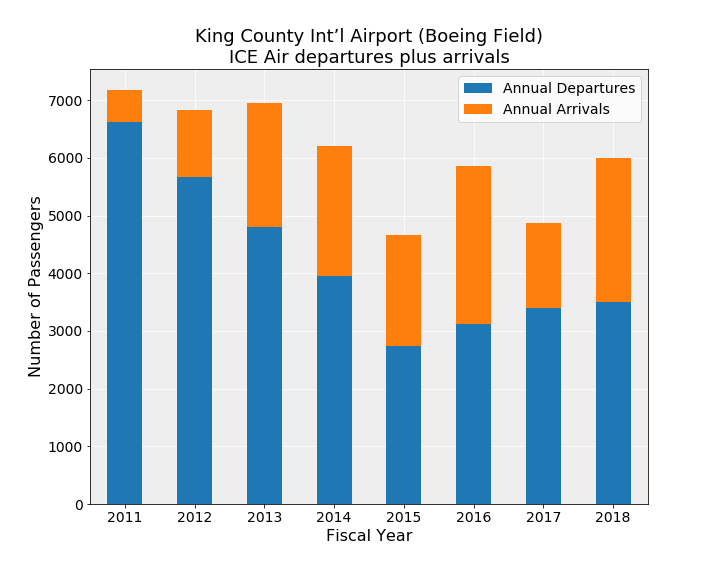 King County Int’l Airport (Boeing Field)
ICE Air departures plus arrivals
Annual Departures
Annual Arrivals
Number of Passengers
7000
6000
5000
4000
3000
2000
1000
0
2011 2012 2013 2014 2015 2016 2017 2018
Fiscal Year